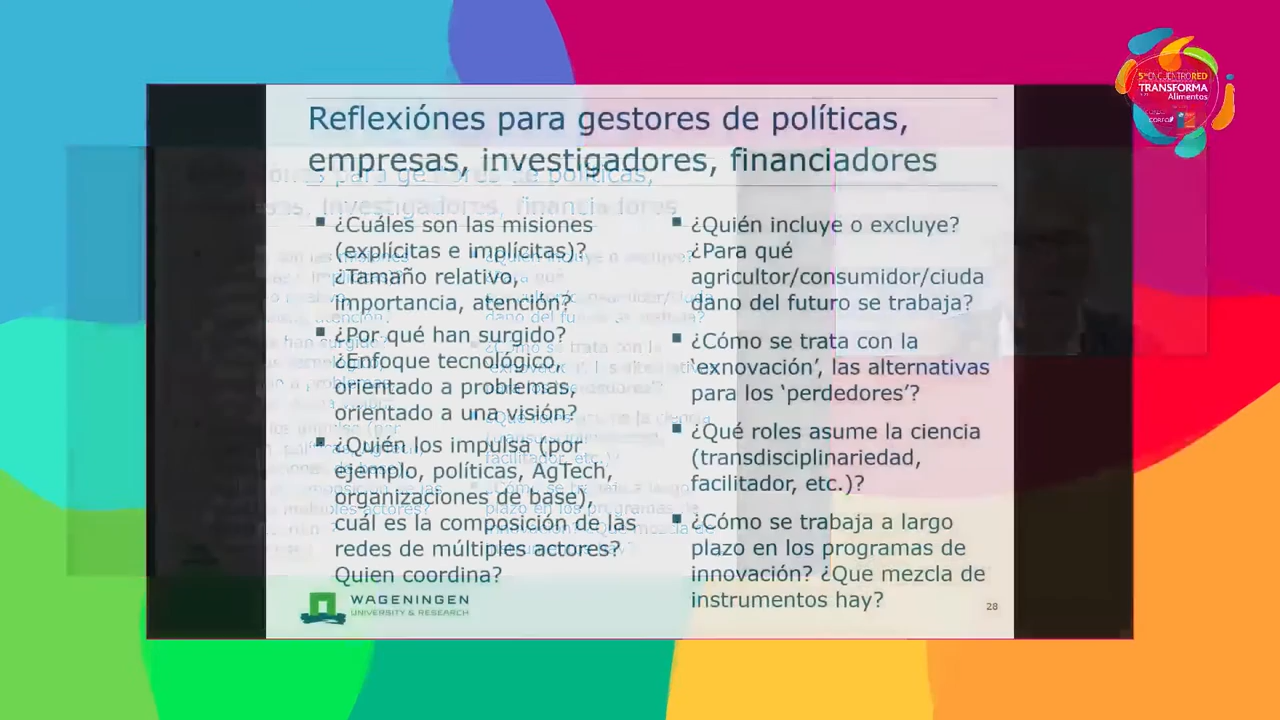 Reflexiónes para gestores de políticas,
empresas, investigadores, financiadores
¿Cuáles son las misiones
(explícitas e implícitas)?
¿Tamaño relativo,
importancia, atención?
¿Por qué han surgido?
¿Enfoque tecnológico,
orientado a problemas,
orientado a una visión?
¿Quién los impulsa (por
ejemplo, políticas, AgTech,
organizaciones de base),
cuál es la composición de las
redes de múltiples actores?
Quien coordina?
¿Quién incluye o excluye?
¿Para qué
agricultor/consumidor/ciuda
dano del futuro se trabaja?
¿Cómo se trata con la
‘exnovación’, las alternativas
para los ‘perdedores’?
¿Qué roles asume la ciencia
(transdisciplinariedad,
facilitador, etc.)?
¿Cómo se trabaja a largo
plazo en los programas de
innovación? ¿Que mezcla de
instrumentos hay?
WAGENINGEN
UNIVERSITY & RESEARCH
28
5TO ENCUENTRO RED
TRANSFORMA
Alimentos
CORFO